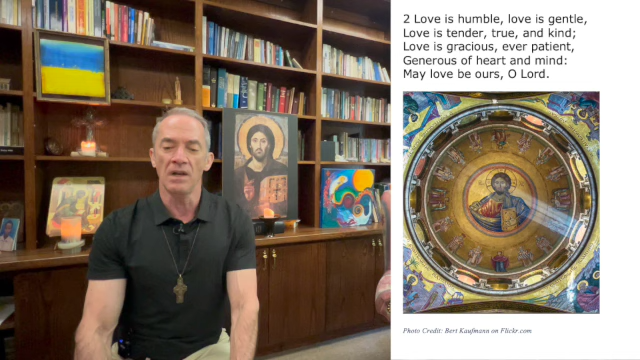 2 Love is humble, love is gentle,
Love is tender, true, and kind;
Love is gracious, ever patient,
Generous of heart and mind:
May love be ours, O Lord.
Photo Credit: Bert Kaufmann on Flickr.com